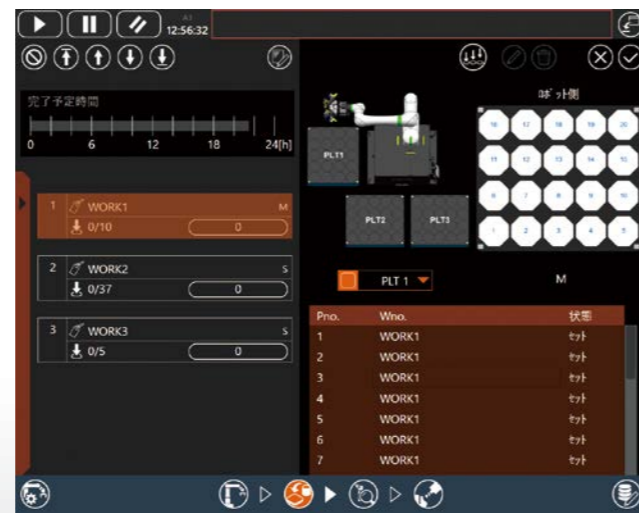 A1
12:56:32
完了予定時間
0 6 12 18 24[h]
1 WORK1 M
0/10 0
2 WORK2 S
0/37 0
3 WORK3 S
0/5 0
ﾛﾎﾞｯﾄ側
PLT1
PLT2 PLT3
16 17 18 19 20
11 12 13 14 15
6 7 8 9 10
1 2 3 4 5
PLT 1 M
Pno. Wno. 状態
1 WORK1 ｾｯﾄ
2 WORK1 ｾｯﾄ
3 WORK1 ｾｯﾄ
4 WORK1 ｾｯﾄ
5 WORK1 ｾｯﾄ
6 WORK1 ｾｯﾄ
7 WORK1 ｾｯﾄ